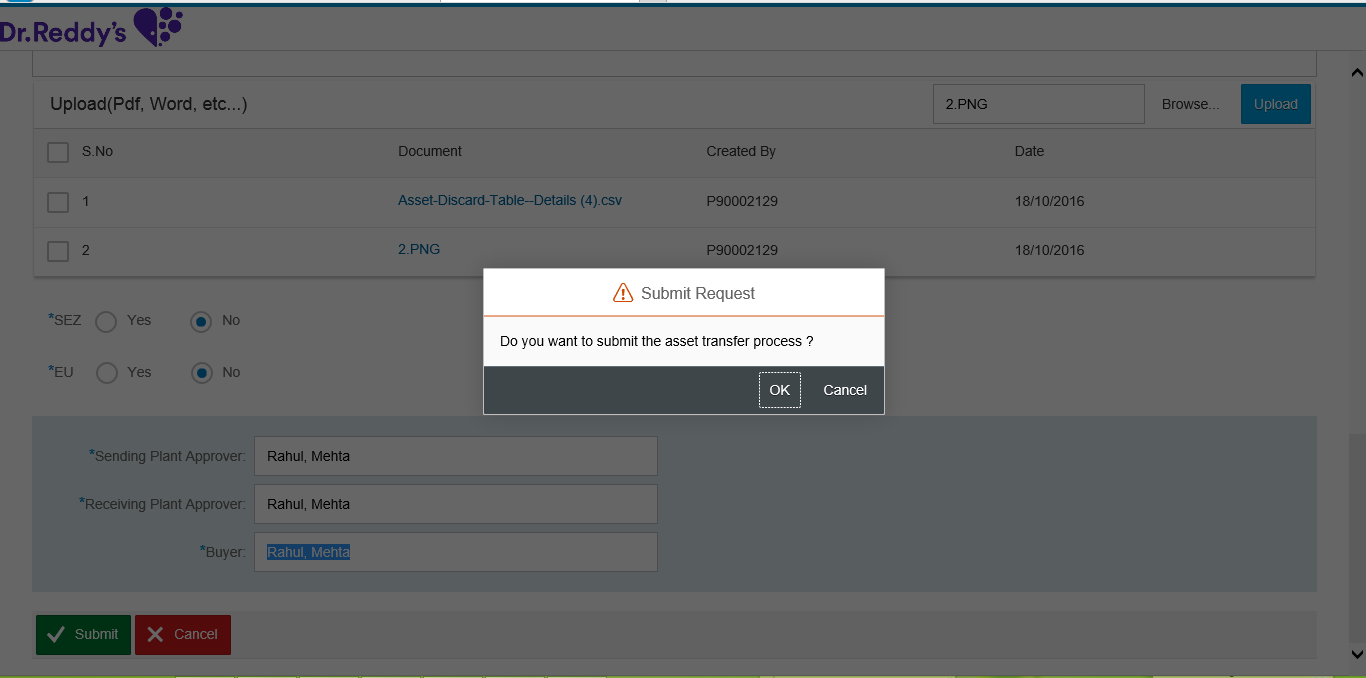 Dr.Reddy's
Upload(Pdf, Word, etc...) 2.PNG Browse... Upload
S.No Document Created By Date
1 Asset-Discard-Table--Details (4).csv P90002129 18/10/2016
2 2.PNG P90002129 18/10/2016
Submit Request
Do you want to submit the asset transfer process ?
OK Cancel
*SEZ Yes No
*EU Yes No
*Sending Plant Approver: Rahul, Mehta
*Receiving Plant Approver: Rahul, Mehta
*Buyer: Rahul, Mehta
Submit Cancel